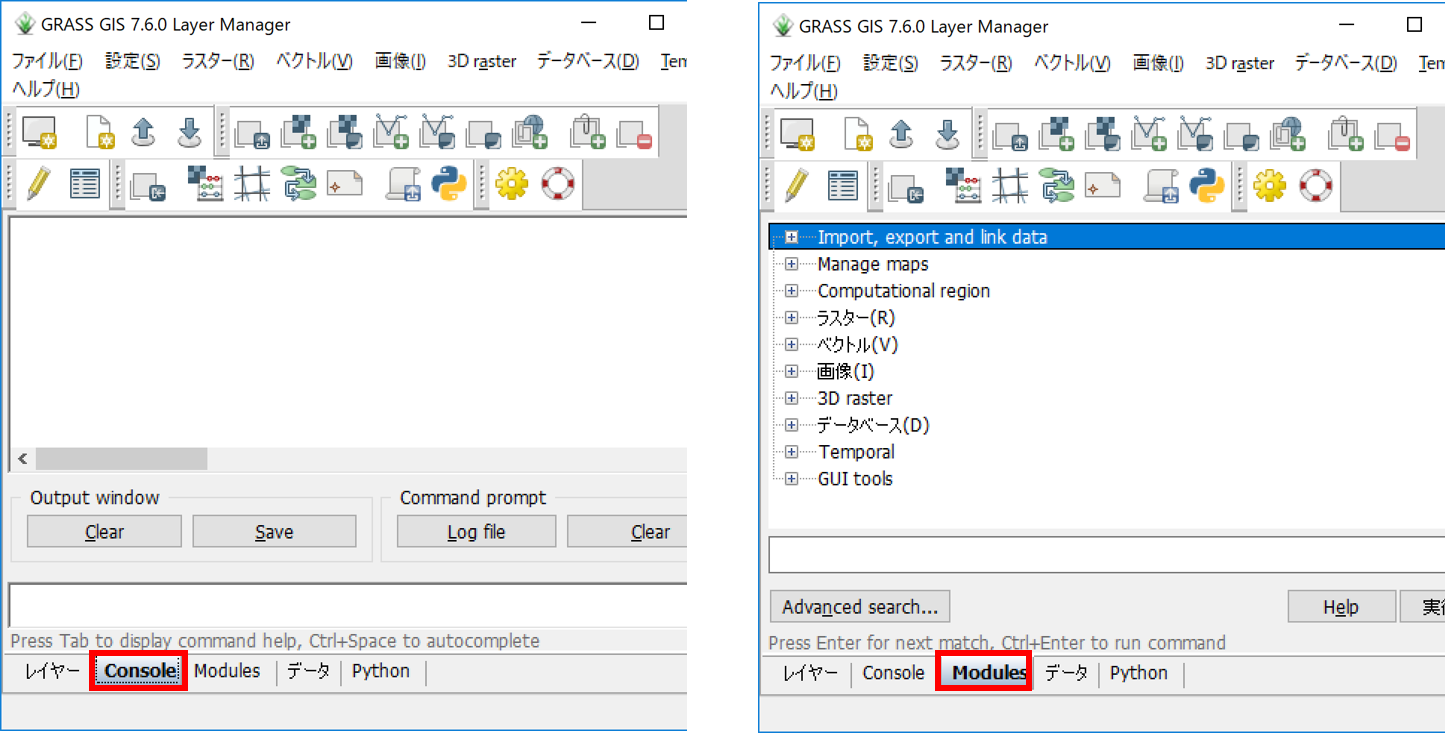 GRASS GIS 7.6.0 Layer Manager
ファイル(F) 設定(S) ラスター(R) ベクトル(V) 画像(I) 3D raster データベース(D)
ヘルプ(H)
Output window
Clear Save
Command prompt
Log file Clear
Press Tab to display command help, Ctrl+Space to autocomplete
レイヤー Console Modules データ Python
GRASS GIS 7.6.0 Layer Manager
ファイル(F) 設定(S) ラスター(R) ベクトル(V) 画像(I) 3D raster データベース(D)
ヘルプ(H)
Import, export and link data
Manage maps
Computational region
ラスター(R)
ベクトル(V)
画像(I)
3D raster
データベース(D)
Temporal
GUI tools
Advanced search... Help
Press Enter for next match, Ctrl+Enter to run command
レイヤー Console Modules データ Python